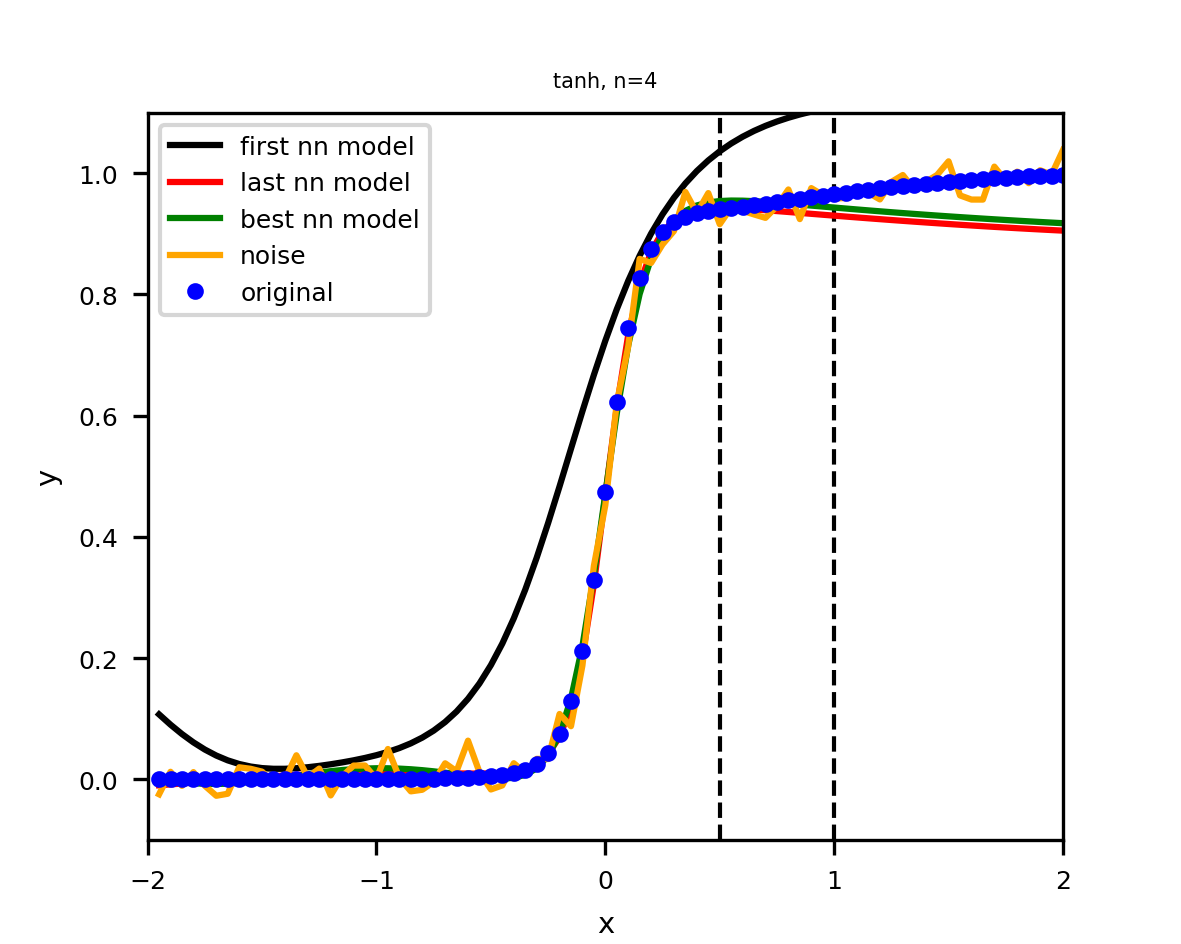 tanh, n=4
first nn model
last nn model
best nn model
noise
original
1.0
0.8
0.6
0.4
0.2
0.0
y
−2
−1
0
1
2
x